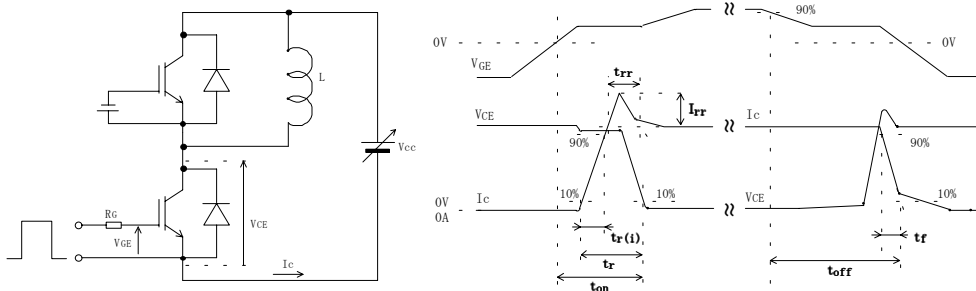 L
Vcc
RG
VGE
VCE
Ic
90%
0V
0V
VGE
trr
Irr
VCE
Ic
90%
90%
Ic
10%
10%
VCE
10%
0V
0A
tr(i)
tf
tr
toff
ton